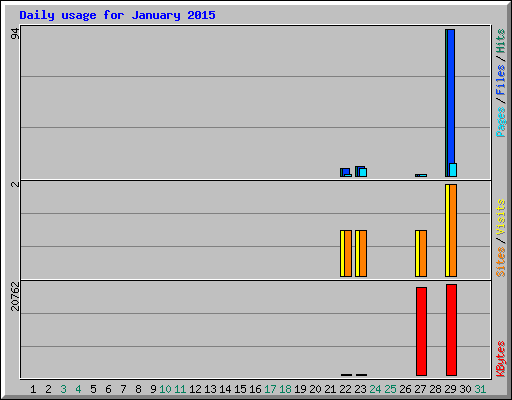 Daily usage for January 2015
94
Pages / Files / Hits
2
Sites / Visits
20762
KBytes
1 2 3 4 5 6 7 8 9 10 11 12 13 14 15 16 17 18 19 20 21 22 23 24 25 26 27 28 29 30 31